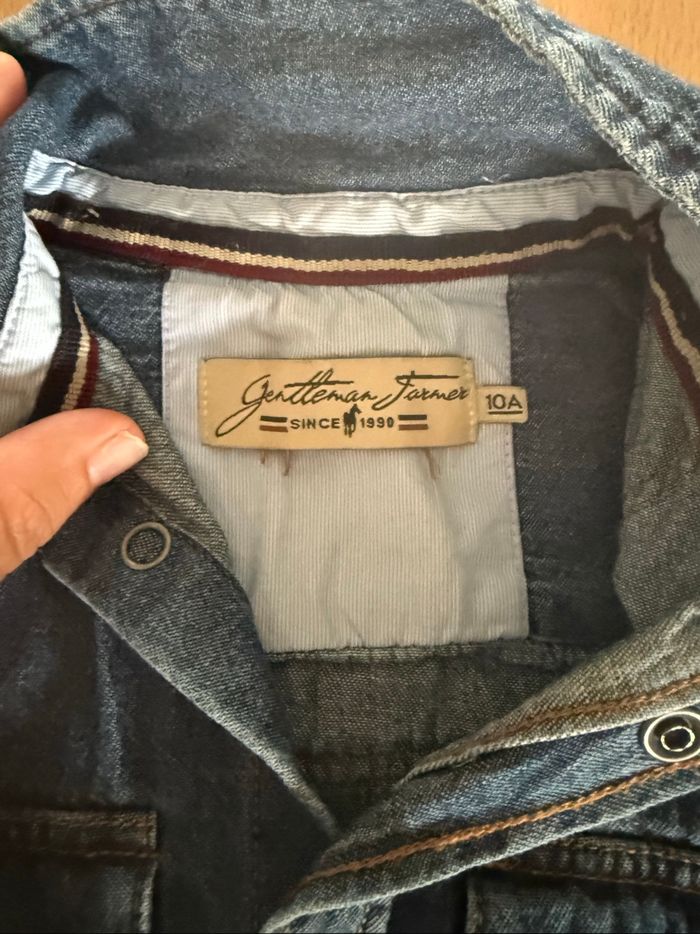 Gentleman Farmer
SINCE 1990
10A